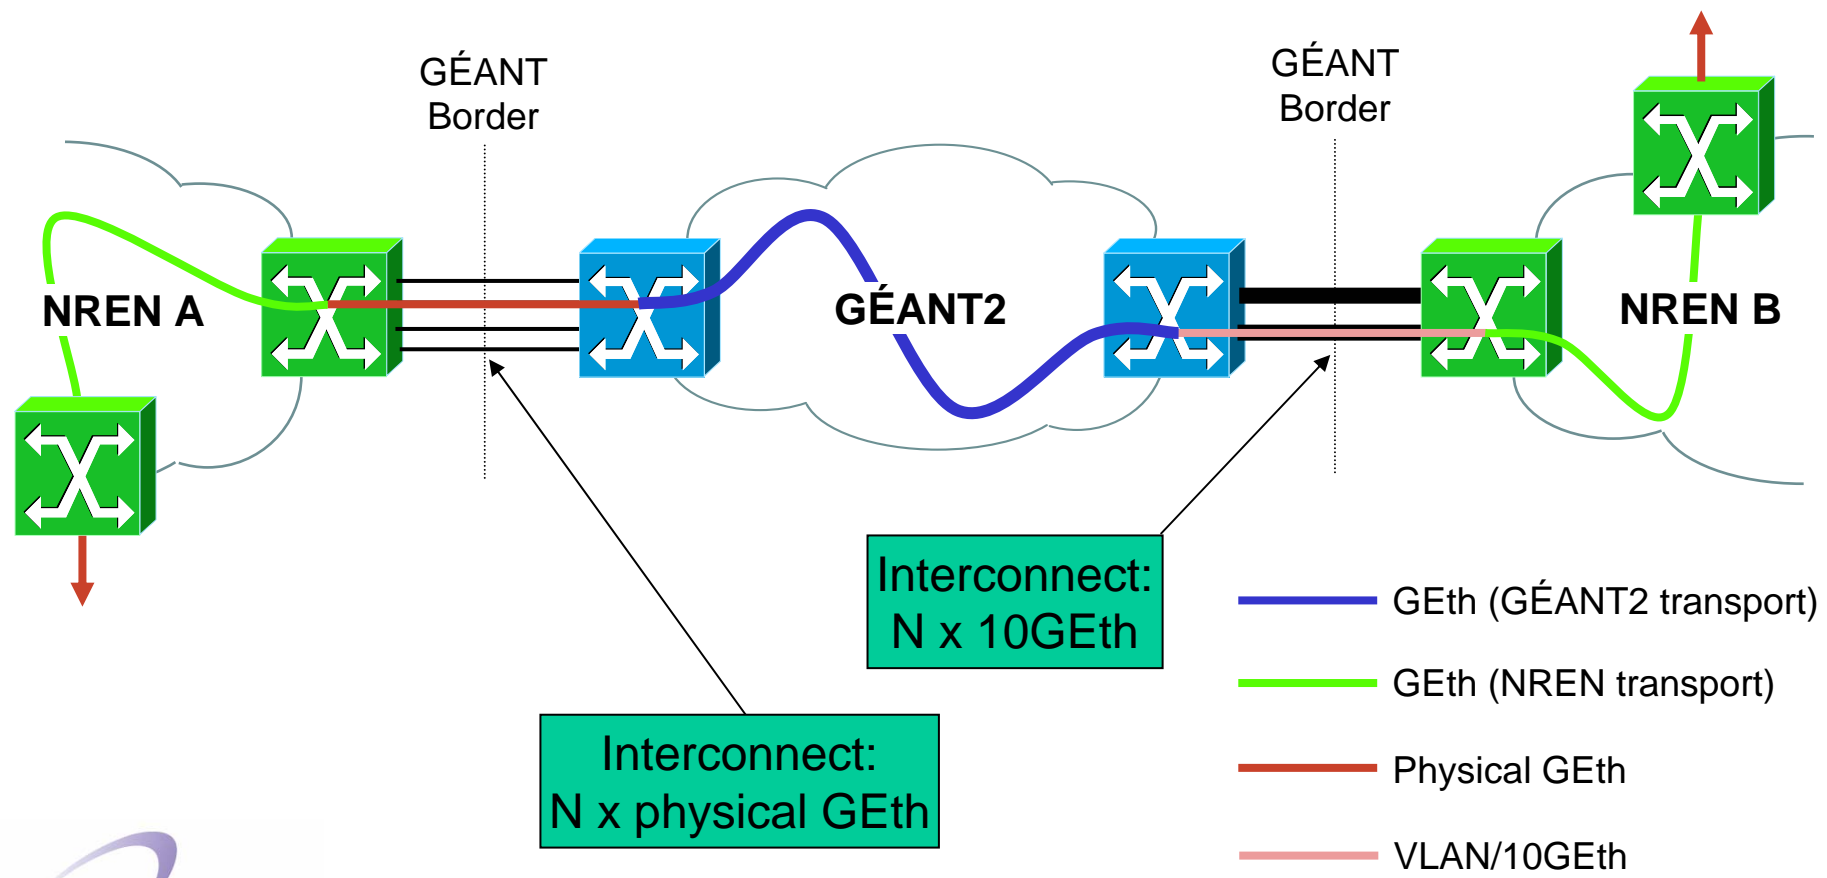 GÉANT
Border
GÉANT
Border
NREN A
GÉANT2
NREN B
Interconnect:
N x 10GEth
Interconnect:
N x physical GEth
GEth (GÉANT2 transport)
GEth (NREN transport)
Physical GEth
VLAN/10GEth